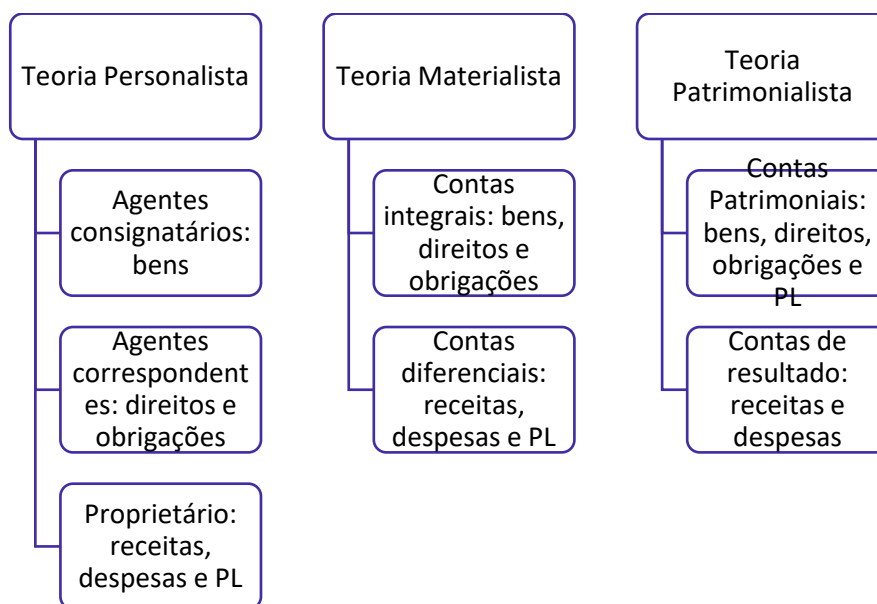 Teoria Personalista
Agentes
consignatários:
bens
Agentes
correspondent
es: direitos e
obrigações
Proprietário:
receitas,
despesas e PL
Teoria Materialista
Contas
integrais: bens,
direitos e
obrigações
Contas
diferenciais:
receitas,
despesas e PL
Teoria
Patrimonialista
Contas
Patrimoniais:
bens, direitos,
obrigações e
PL
Contas de
resultado:
receitas e
despesas